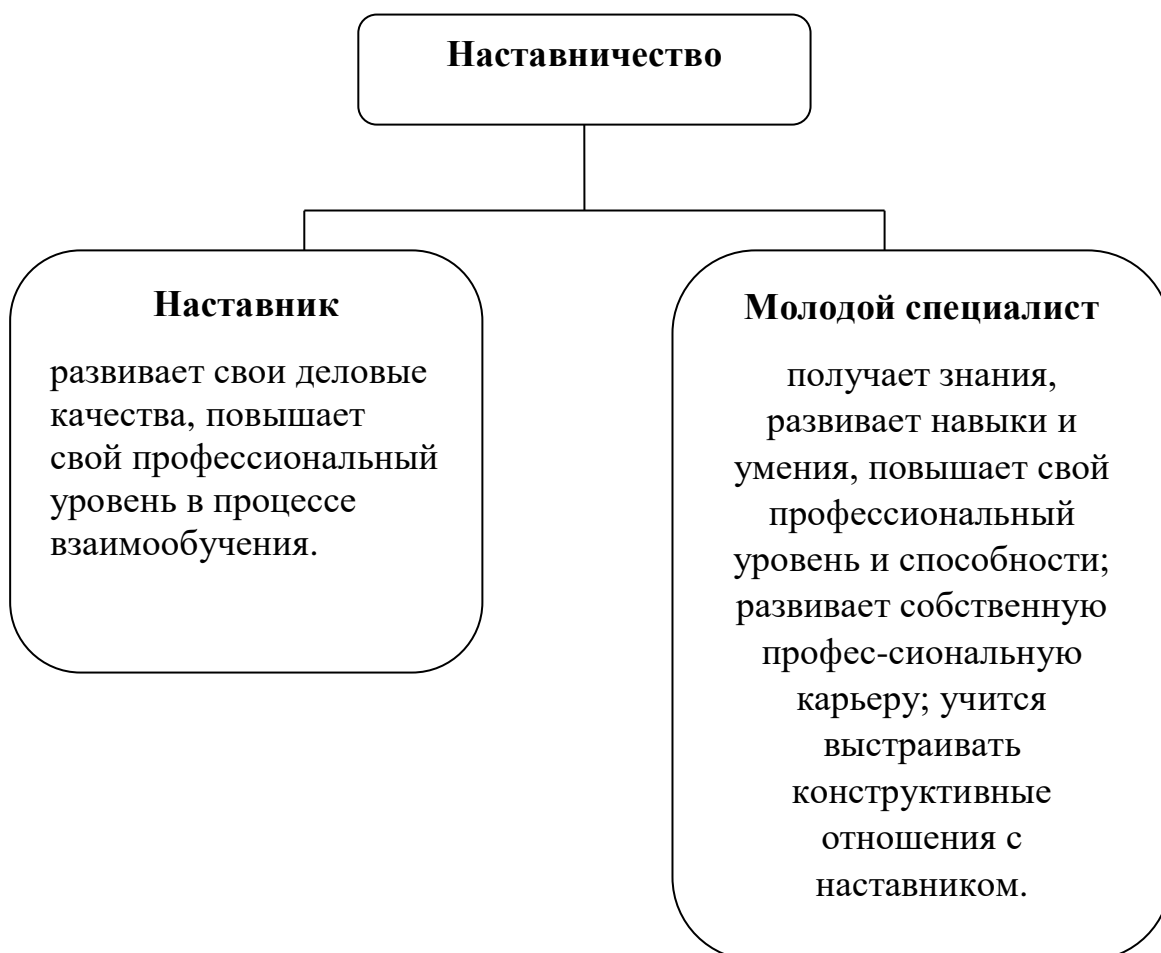 Наставничество
Наставник
развивает свои деловые
качества, повышает
свой профессиональный
уровень в процессе
взаимообучения.
Молодой специалист
получает знания,
развивает навыки и
умения, повышает свой
профессиональный
уровень и способности;
развивает собственную
профес-сиональную
карьеру; учится
выстраивать
конструктивные
отношения с
наставником.